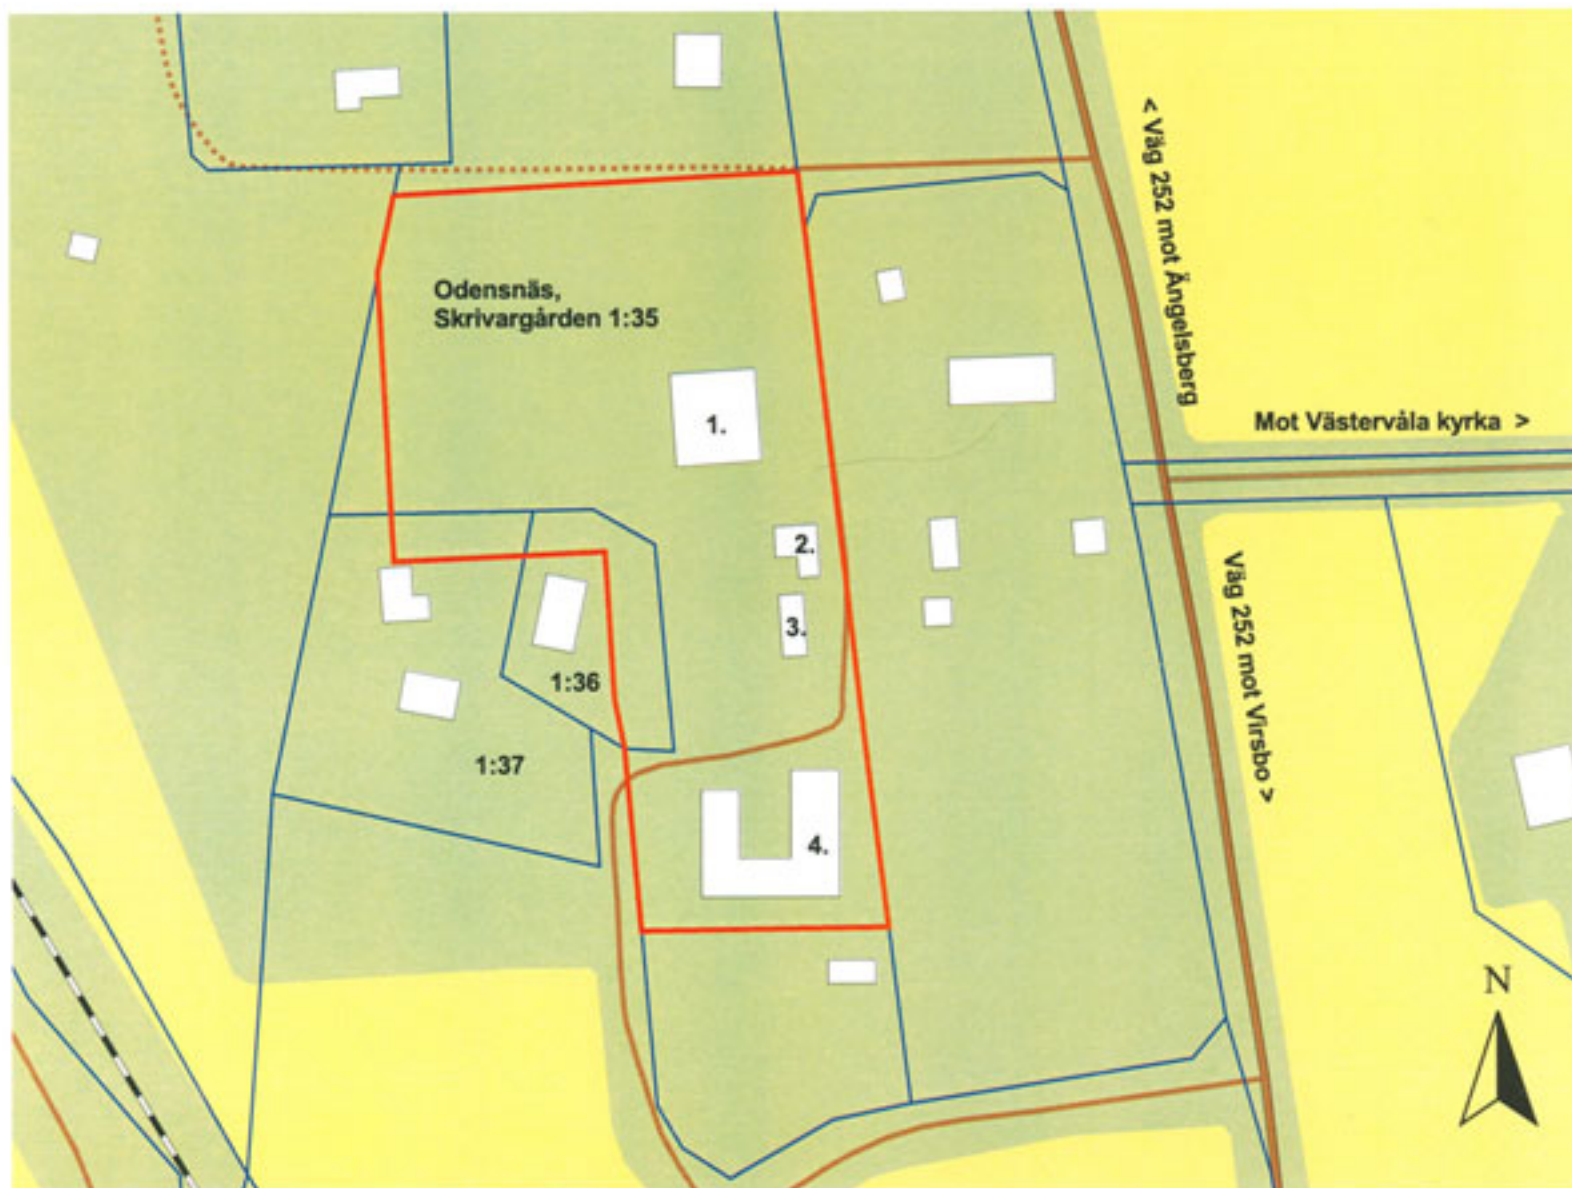 < Väg 252 mot Ängelsberg
Odensnäs,
Skrivargården 1:35
Mot Västervåla kyrka >
1.
2.
3.
Väg 252 mot Virsbo >
1:36
1:37
4.
N